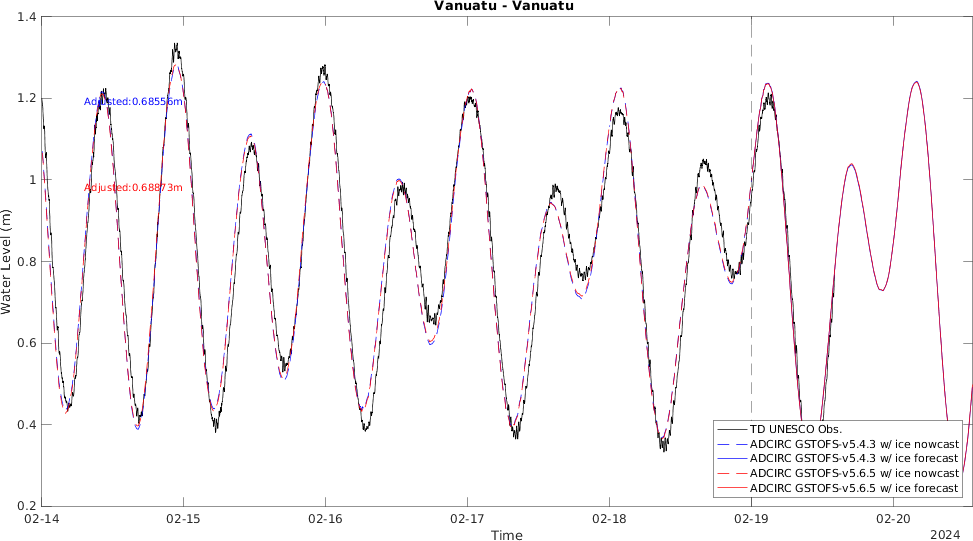 Vanuatu - Vanuatu
1.4
1.2
1
0.8
0.6
0.4
0.2
Water Level (m)
Adjusted:0.68556m
Adjusted:0.68873m
TD UNESCO Obs.
ADCIRC GSTOFS-v5.4.3 w/ ice nowcast
ADCIRC GSTOFS-v5.4.3 w/ ice forecast
ADCIRC GSTOFS-v5.6.5 w/ ice nowcast
ADCIRC GSTOFS-v5.6.5 w/ ice forecast
02-14 02-15 02-16 02-17 02-18 02-19 02-20
Time
2024